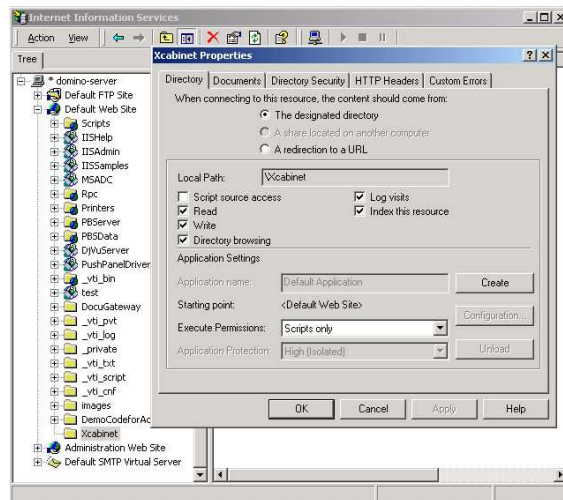 Internet Information Services
Action View
Tree
* domino-server
Default FTP Site
Default Web Site
Scripts
IISHelp
IISAdmin
IISSamples
MSADC
Rpc
Printers
PBServer
PBSData
DjVuServer
PushPanelDriver
_vti_bin
test
DocuGateway
_vti_pvt
_vti_log
_private
_vti_txt
_vti_script
_vti_cnf
images
DemoCodeforAc
Xcabinet
Administration Web Site
Default SMTP Virtual Server
Xcabinet Properties
Directory Documents Directory Security HTTP Headers Custom Errors
When connecting to this resource, the content should come from:
The designated directory
A share located on another computer
A redirection to a URL
Local Path: \Xcabinet
Script source access Log visits
Read Index this resource
Write
Directory browsing
Application Settings
Application name: Default Application Create
Starting point: <Default Web Site>
Configuration...
Execute Permissions: Scripts only
Application Protection: High (Isolated) Unload
OK Cancel Apply Help